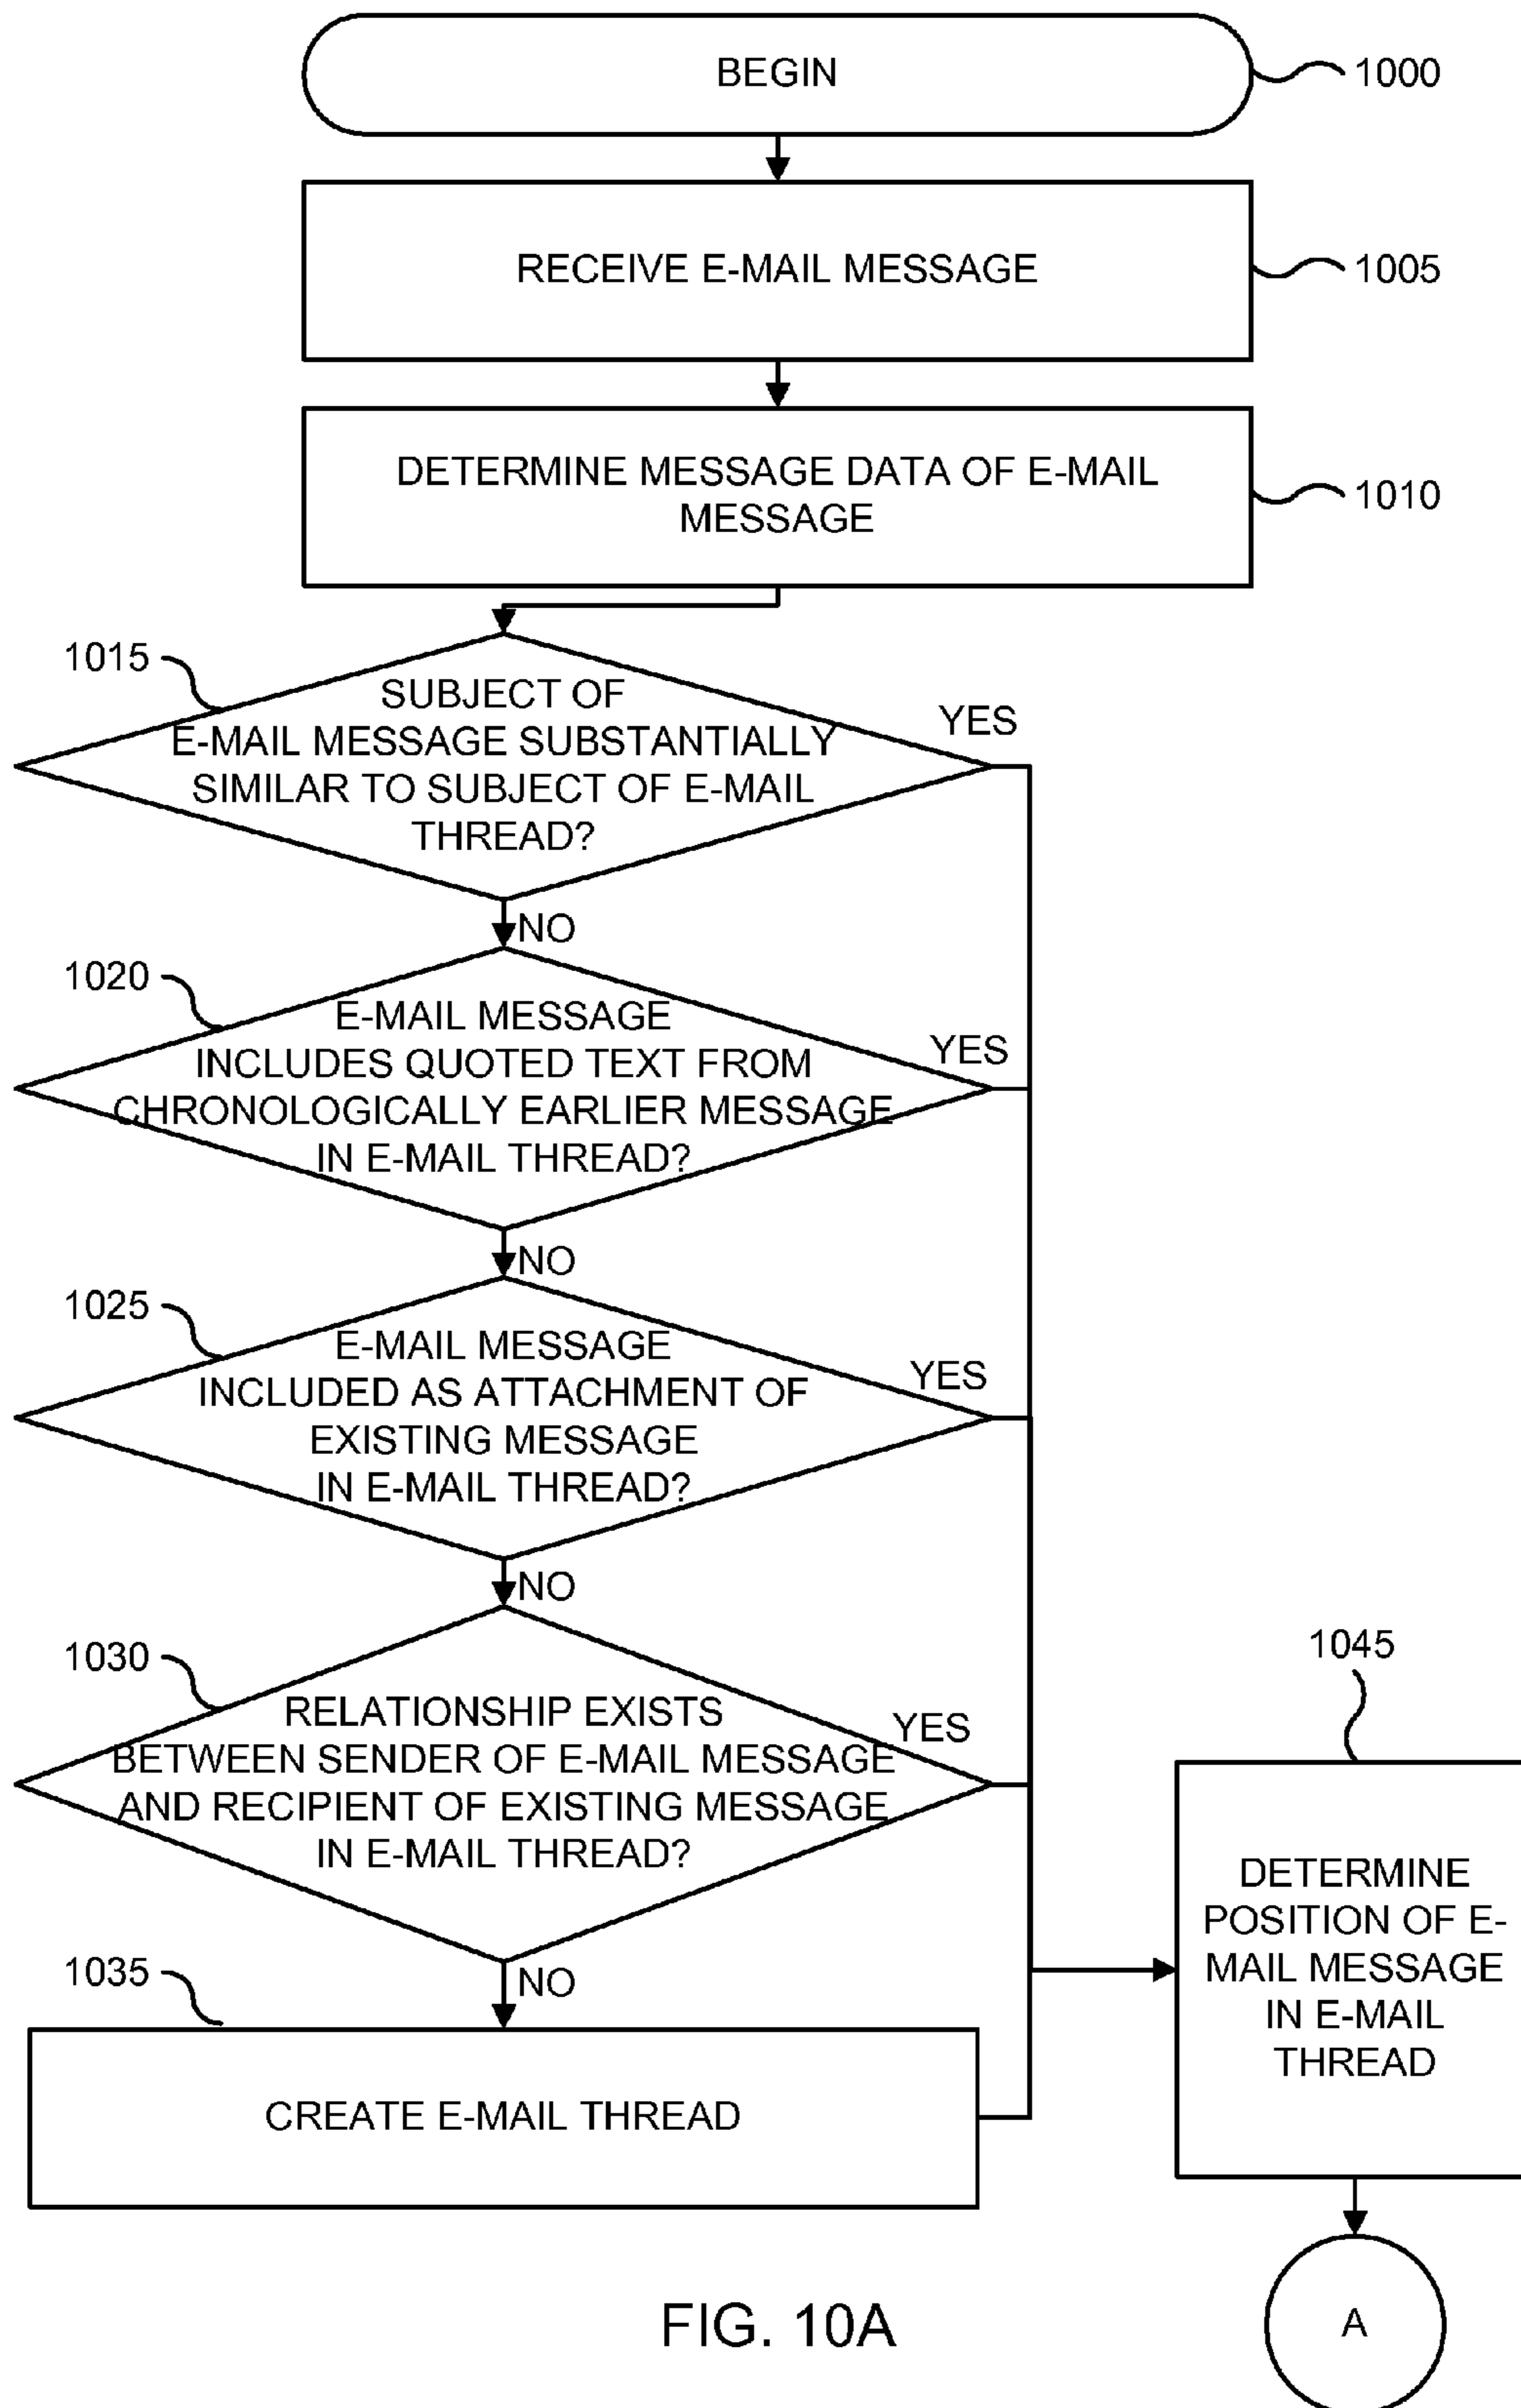 BEGIN
1000
RECEIVE E-MAIL MESSAGE
1005
DETERMINE MESSAGE DATA OF E-MAIL
MESSAGE
1010
1015
SUBJECT OF
E-MAIL MESSAGE SUBSTANTIALLY
SIMILAR TO SUBJECT OF E-MAIL
THREAD?
YES
NO
1020
E-MAIL MESSAGE
INCLUDES QUOTED TEXT FROM
CHRONOLOGICALLY EARLIER MESSAGE
IN E-MAIL THREAD?
YES
NO
1025
E-MAIL MESSAGE
INCLUDED AS ATTACHMENT OF
EXISTING MESSAGE
IN E-MAIL THREAD?
YES
NO
1030
RELATIONSHIP EXISTS
BETWEEN SENDER OF E-MAIL MESSAGE
AND RECIPIENT OF EXISTING MESSAGE
IN E-MAIL THREAD?
YES
NO
1035
CREATE E-MAIL THREAD
1045
DETERMINE
POSITION OF E-
MAIL MESSAGE
IN E-MAIL
THREAD
A
FIG. 10A